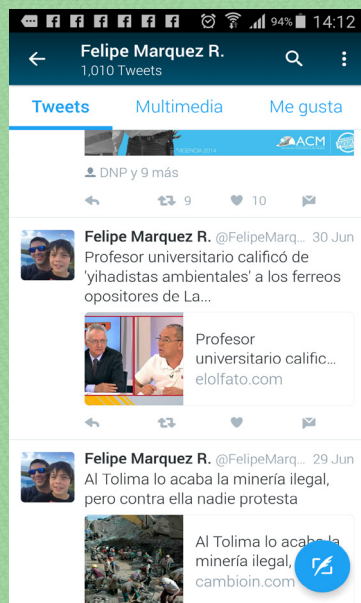 94% 14:12
Felipe Marquez R.
1,010 Tweets
Tweets Multimedia Me gusta
VIGENCIA 2014 ACM
DNP y 9 más
9 10
Felipe Marquez R. @FelipeMarq... 30 Jun
Profesor universitario calificó de
'yihadistas ambientales' a los ferreos
opositores de La...
Profesor
universitario calific...
elolfato.com
Felipe Marquez R. @FelipeMarq... 29 Jun
Al Tolima lo acaba la minería ilegal,
pero contra ella nadie protesta
Al Tolima lo acaba la
minería ilegal,
cambioin.com